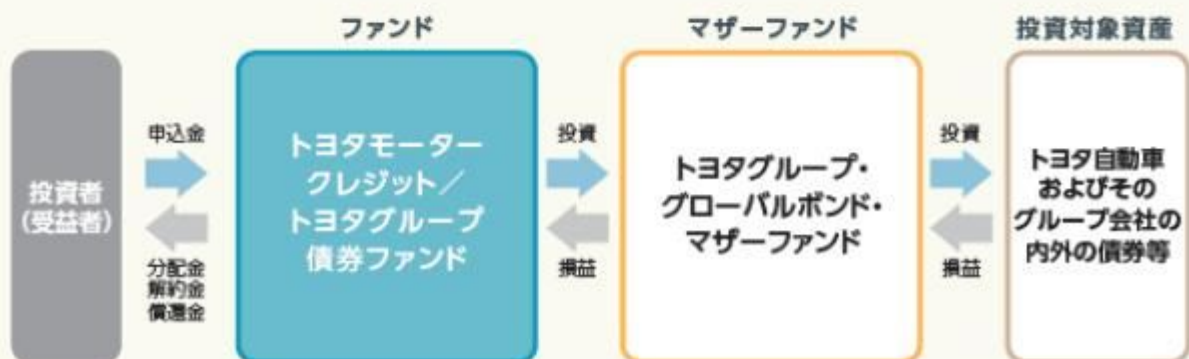 ファンド
マザーファンド
投資対象資産
投資者
(受益者)
申込金
分配金
解約金
償還金
トヨタモーター
クレジット／
トヨタグループ
債券ファンド
投資
損益
トヨタグループ・
グローバルボンド・
マザーファンド
投資
損益
トヨタ自動車
およびその
グループ会社の
内外の債券等